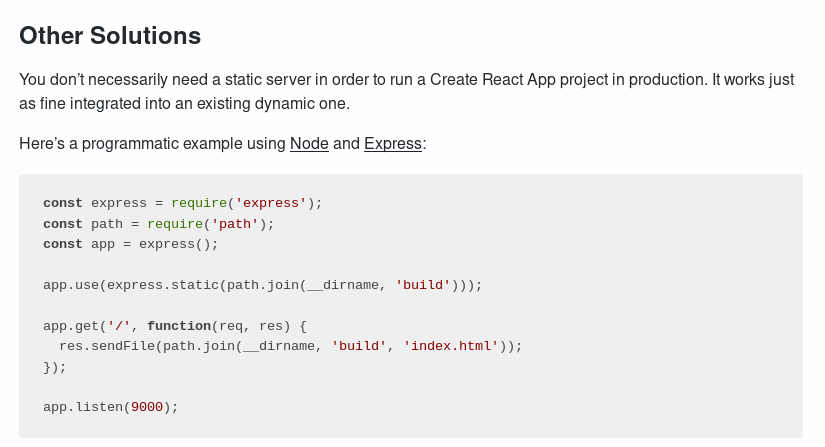 Other Solutions
You don’t necessarily need a static server in order to run a Create React App project in production. It works just
as fine integrated into an existing dynamic one.
Here’s a programmatic example using Node and Express:
const express = require('express');
const path = require('path');
const app = express();
app.use(express.static(path.join(__dirname, 'build')));
app.get('/', function(req, res) {
  res.sendFile(path.join(__dirname, 'build', 'index.html'));
});
app.listen(9000);